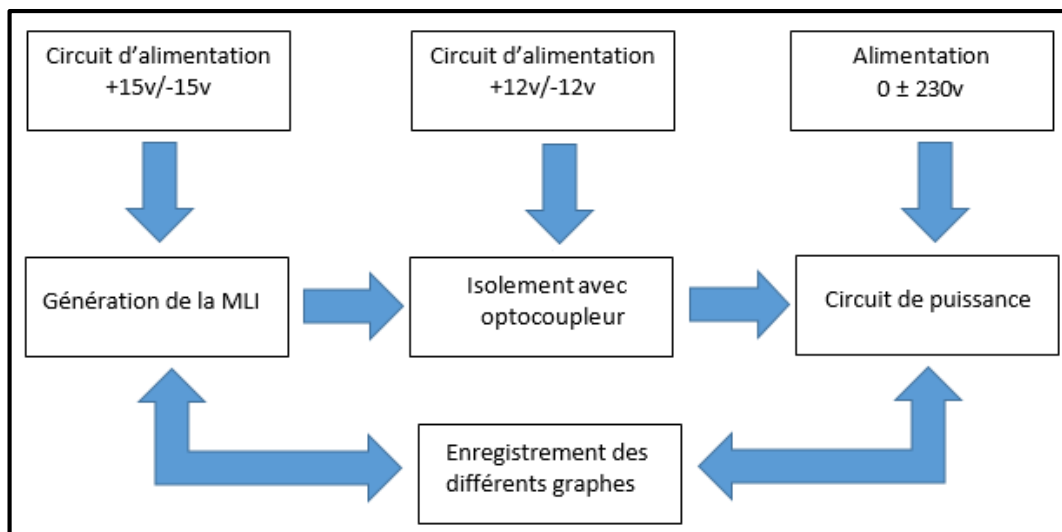 Circuit d’alimentation
+15v/-15v
Circuit d’alimentation
+12v/-12v
Alimentation
0 ± 230v
Génération de la MLI
Isolement avec
optocoupleur
Circuit de puissance
Enregistrement des
différents graphes